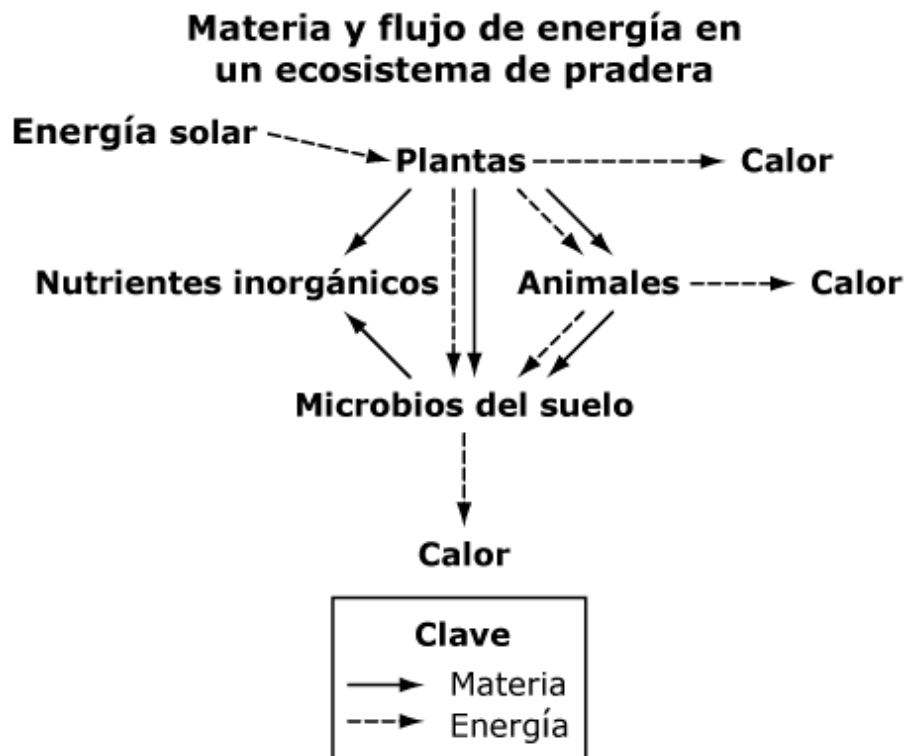 Materia y flujo de energía en
un ecosistema de pradera
Energía solar
Plantas
Calor
Nutrientes inorgánicos
Animales
Calor
Microbios del suelo
Calor
Clave
Materia
Energía